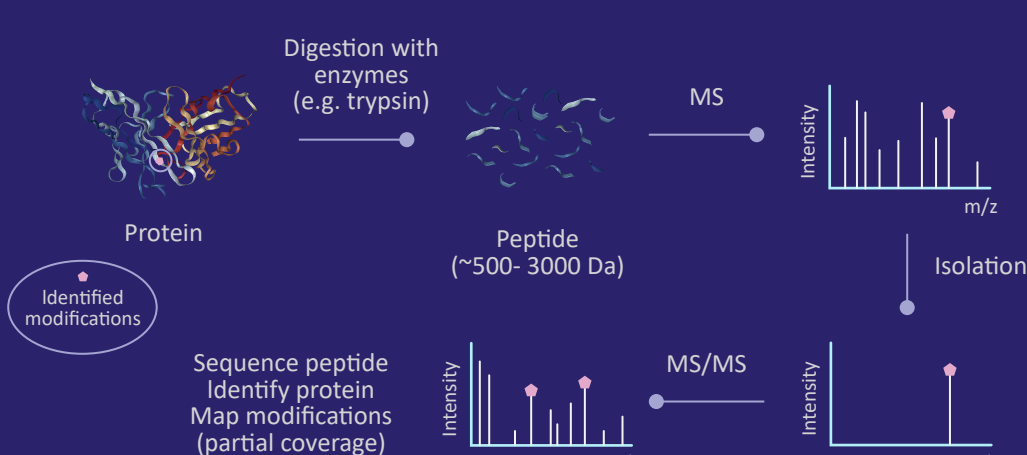 Digestion with
enzymes
(e.g. trypsin)
MS
Intensity
m/z
Protein
Peptide
(~500- 3000 Da)
Isolation
Identified
modifications
Sequence peptide
Identify protein
Map modifications
(partial coverage)
Intensity
MS/MS
Intensity